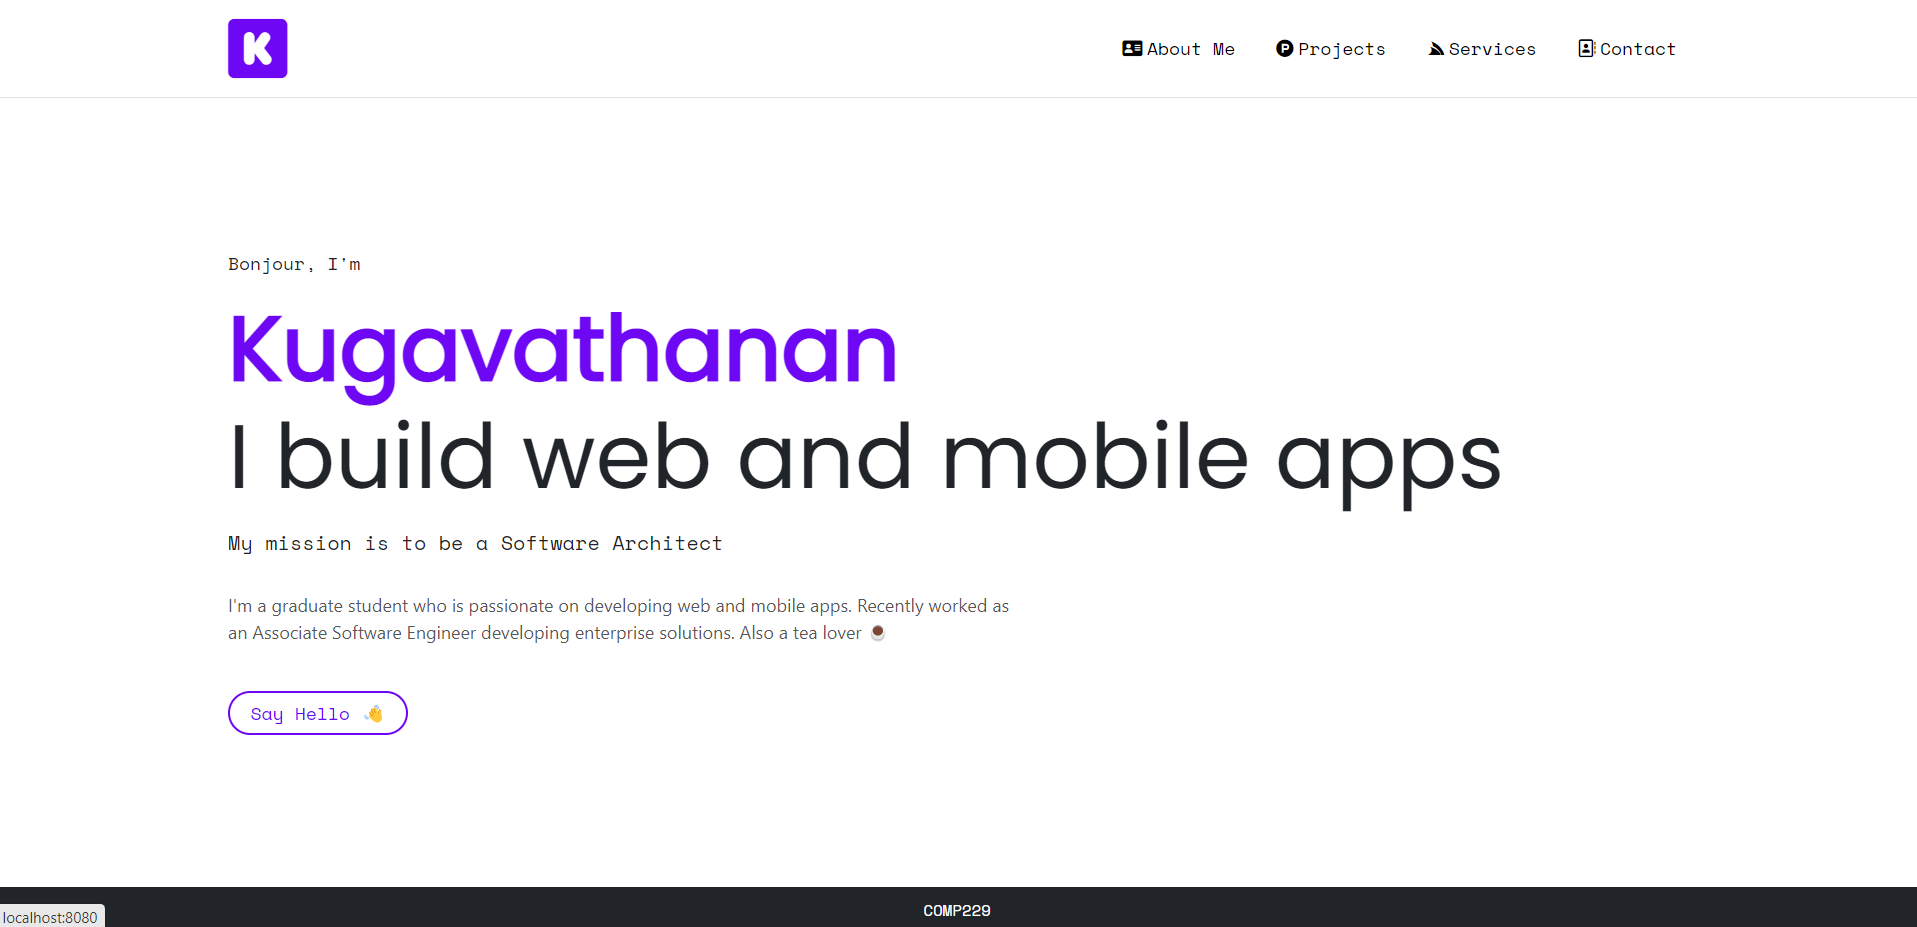 K
About Me Projects Services Contact
Bonjour, I'm
Kugavathanan
I build web and mobile apps
My mission is to be a Software Architect
I'm a graduate student who is passionate on developing web and mobile apps. Recently worked as
an Associate Software Engineer developing enterprise solutions. Also a tea lover ☕
Say Hello 👋
COMP229
localhost:8080